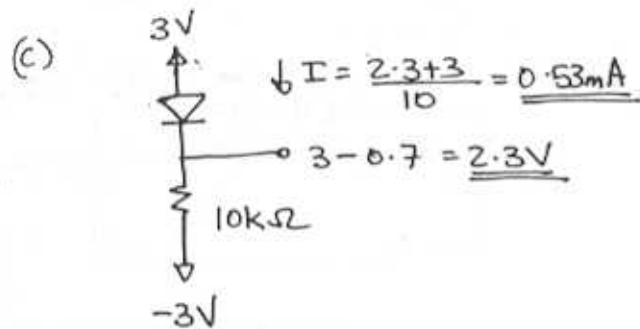 (c)
3V
↓ I = 2.3+3 / 10 = 0.53mA
3 - 0.7 = 2.3V
10kΩ
-3V